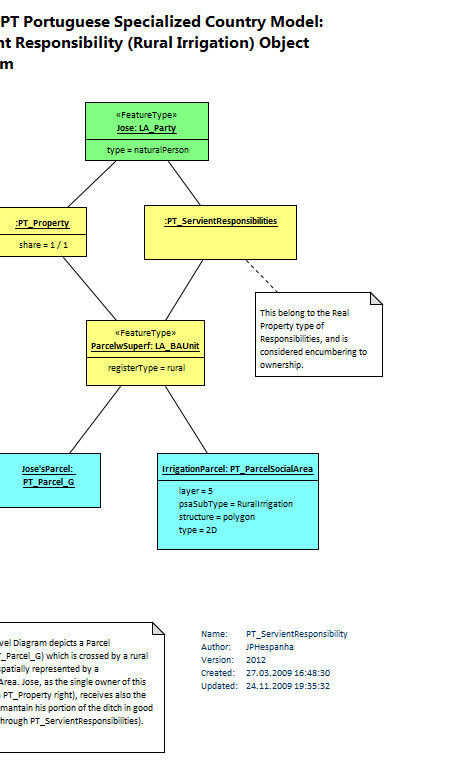 PT Portuguese Specialized Country Model:
nt Responsibility (Rural Irrigation) Object
m
«FeatureType»
Jose: LA_Party
type = naturalPerson
:PT_Property
share = 1 / 1
:PT_ServientResponsibilities
This belong to the Real
Property type of
Responsibilities, and is
considered encumbering to
ownership.
«FeatureType»
ParcelwSuperf: LA_BAUnit
registerType = rural
Jose'sParcel:
PT_Parcel_G
IrrigationParcel: PT_ParcelSocialArea
layer = 5
psaSubType = RuralIrrigation
structure = polygon
type = 2D
vel Diagram depicts a Parcel
T_Parcel_G) which is crossed by a rural
spatially represented by a
Area. Jose, as the single owner of this
PT_Property right), receives also the
mantain his portion of the ditch in good
hrough PT_ServientResponsibilities).
Name: PT_ServientResponsibility
Author: JPHespanha
Version: 2012
Created: 27.03.2009 16:48:30
Updated: 24.11.2009 19:35:32